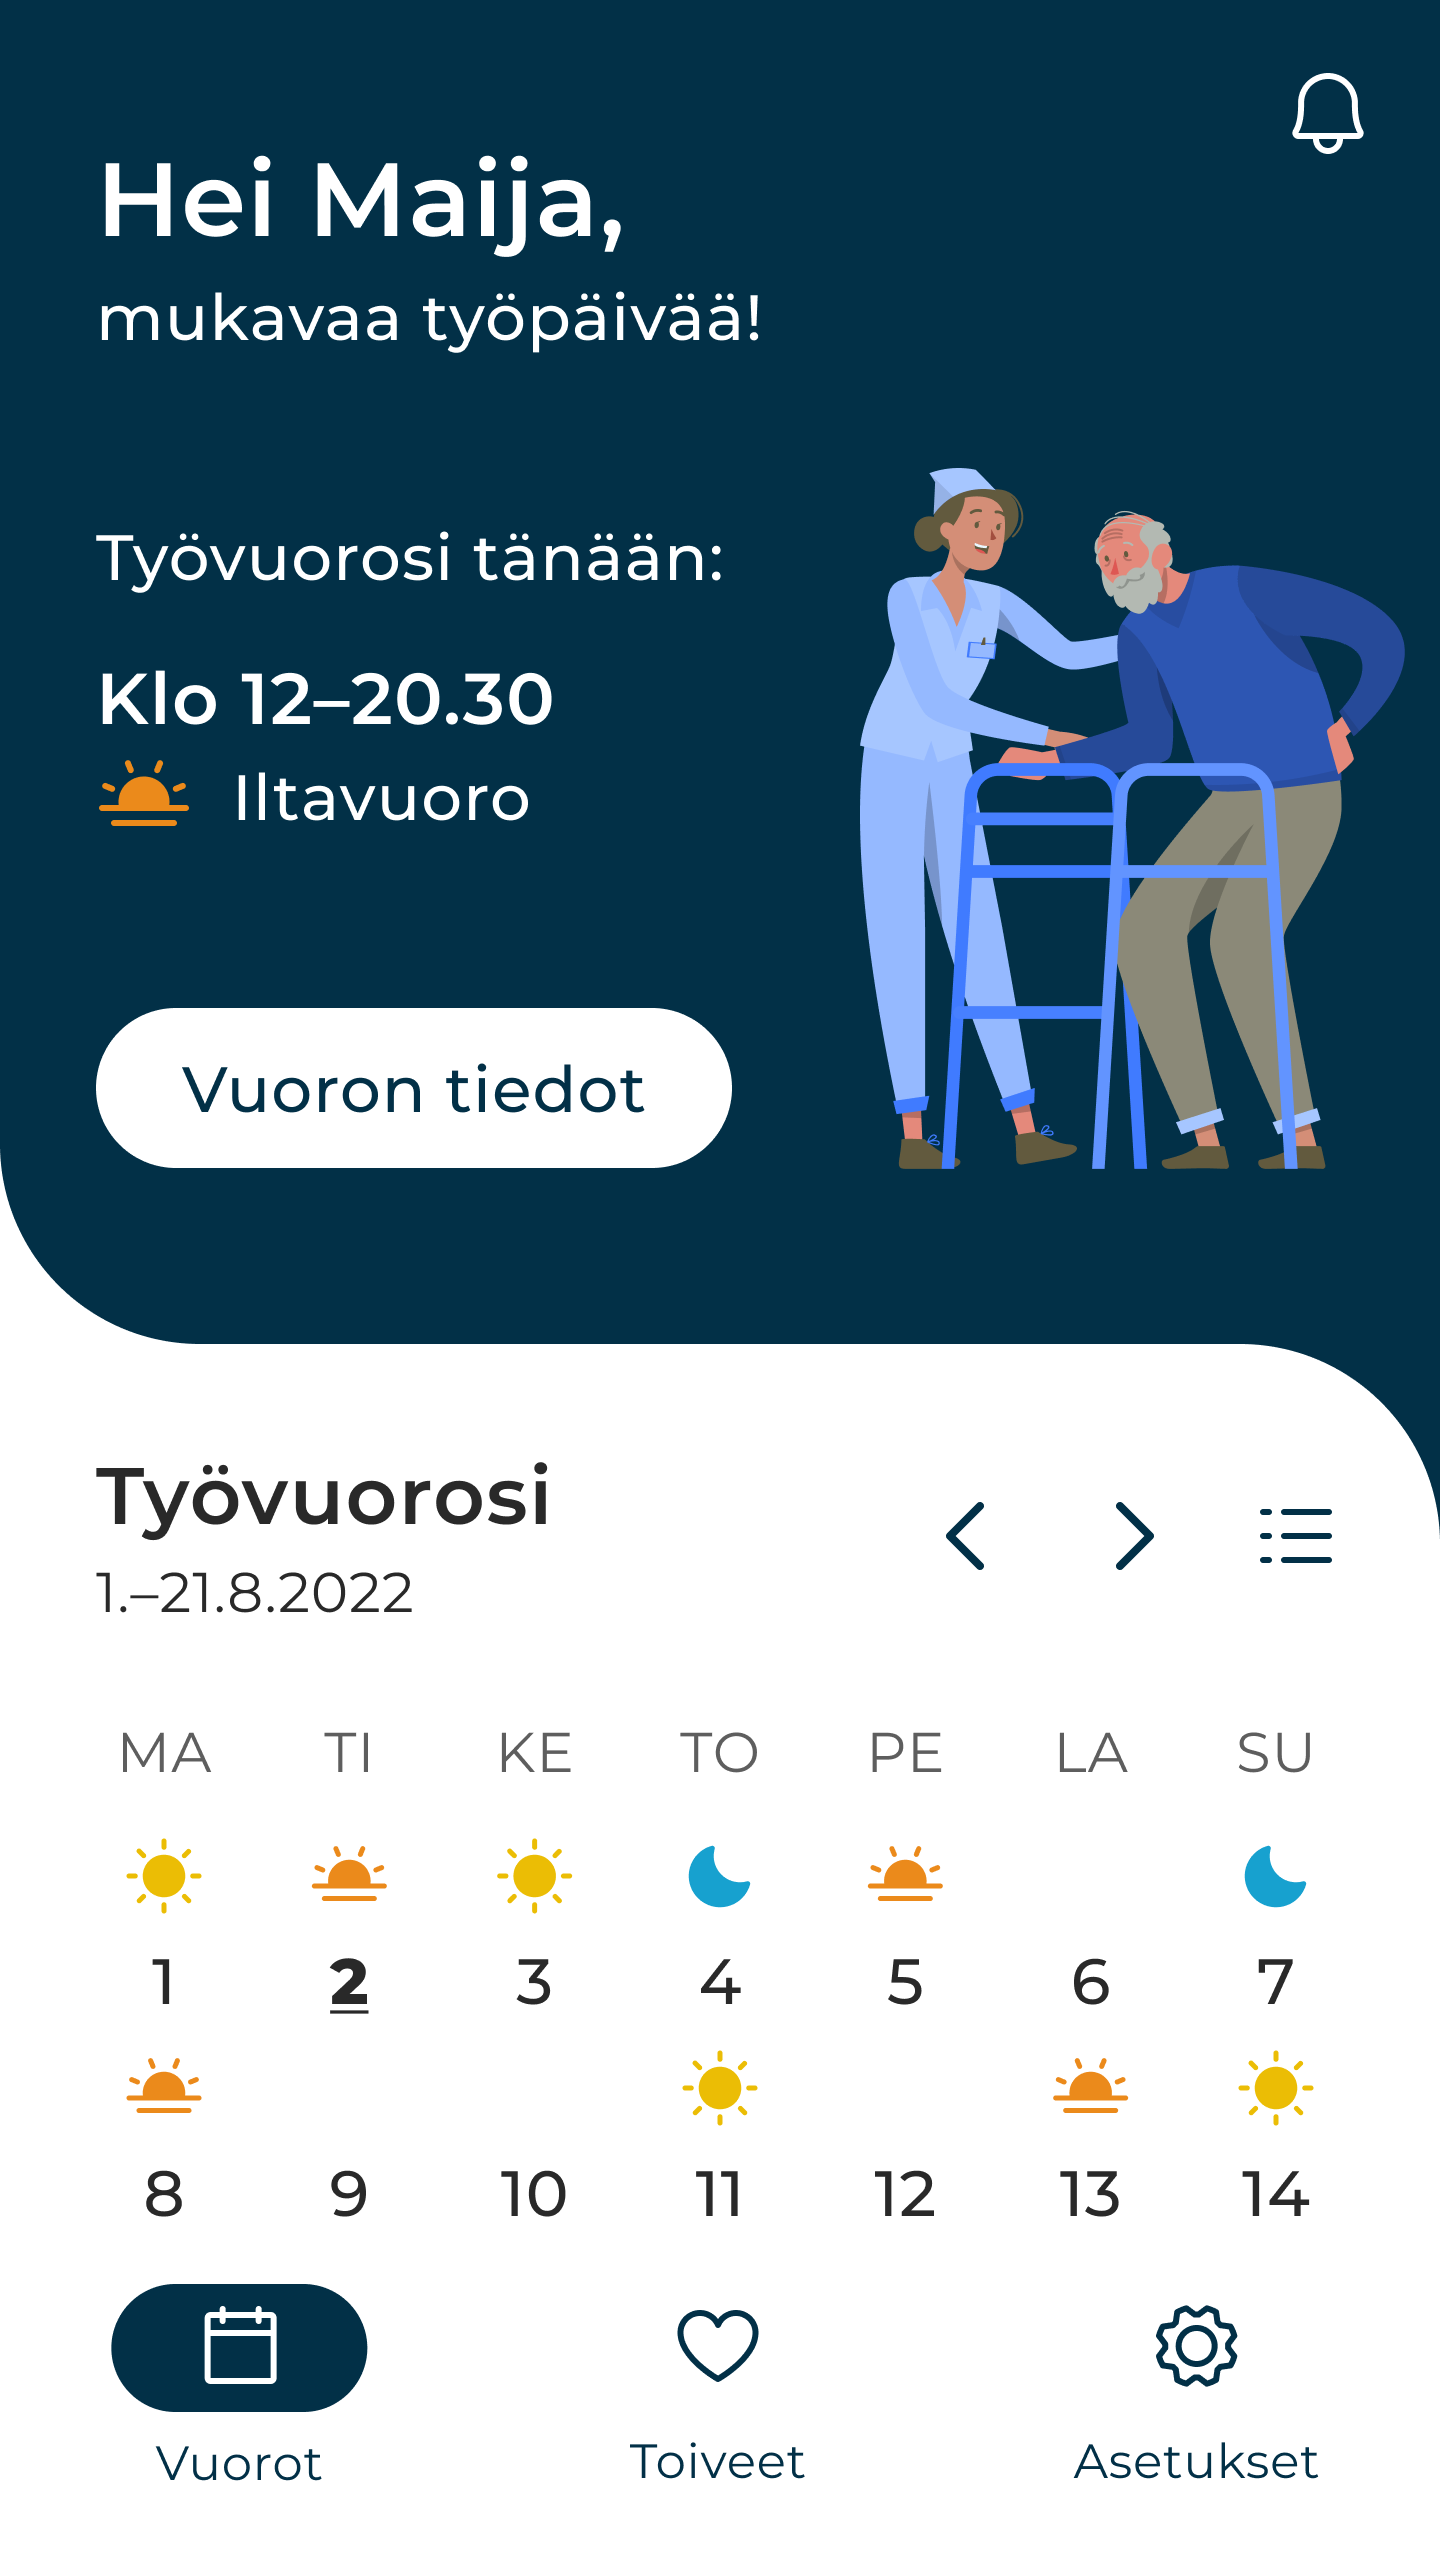 Hei Maija,
mukavaa työpäivää!
Työvuorosi tänään:
Klo 12–20.30
Iltavuoro
Vuoron tiedot
Työvuorosi
1.–21.8.2022
MA TI KE TO PE LA SU
1 2 3 4 5 6 7
8 9 10 11 12 13 14
Vuorot Toiveet Asetukset